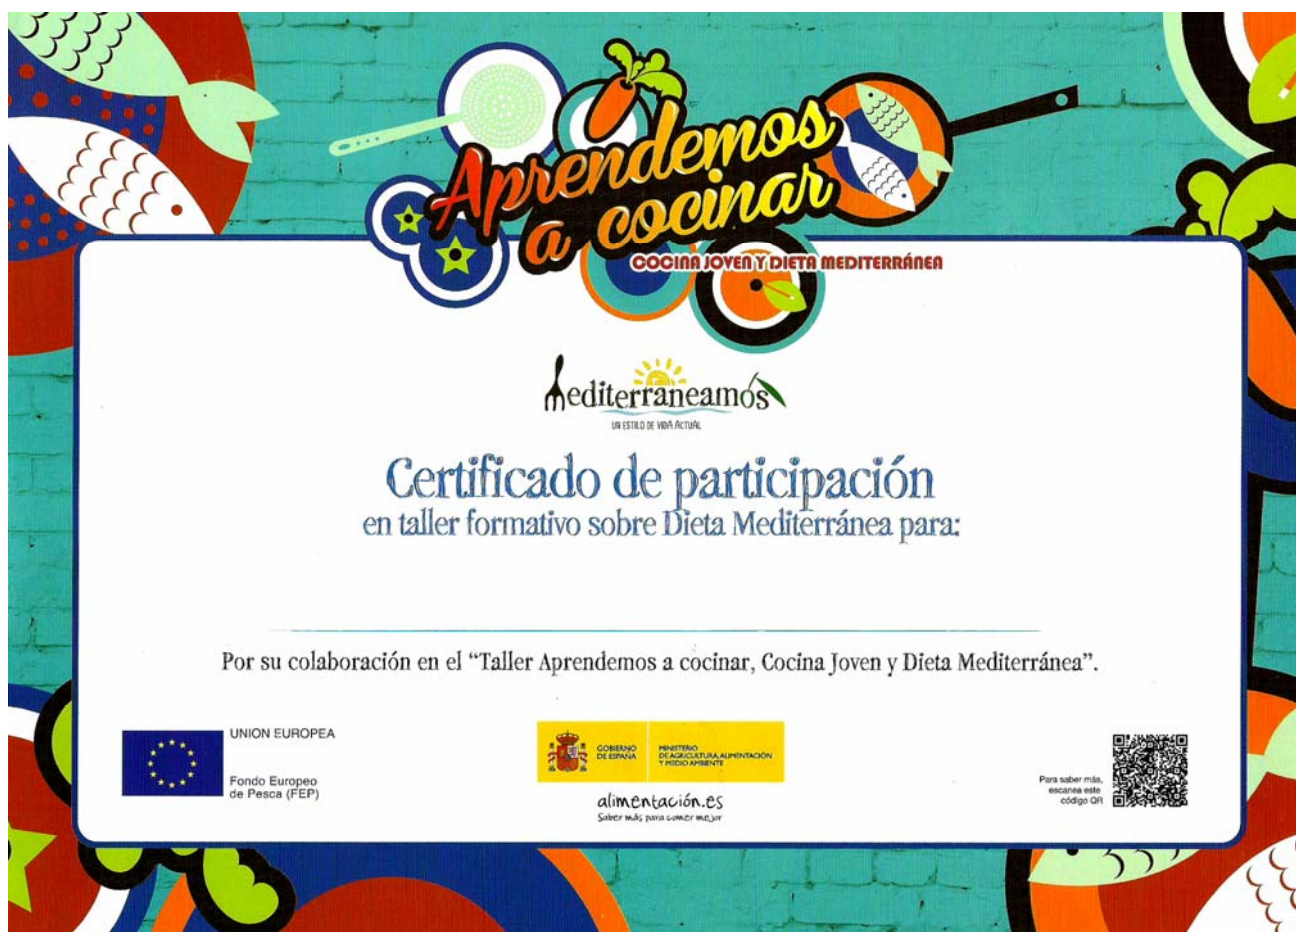 Aprendemos
a cocinar
COCINA JOVEN Y DIETA MEDITERRÁNEA
Mediterraneamos
UN ESTILO DE VIDA ACTUAL
Certificado de participación
en taller formativo sobre Dieta Mediterránea para:
Por su colaboración en el “Taller Aprendemos a cocinar, Cocina Joven y Dieta Mediterránea”.
UNION EUROPEA
Fondo Europeo
de Pesca (FEP)
GOBIERNO
DE ESPAÑA
MINISTERIO
DE AGRICULTURA, ALIMENTACIÓN
Y MEDIO AMBIENTE
alimentación.es
Saber más para comer mejor
Para saber más,
escanea este
código QR